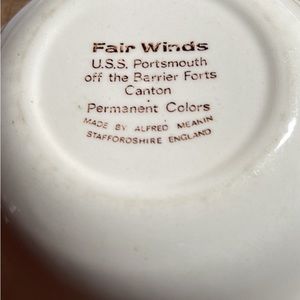 Fair Winds
U.S.S. Portsmouth
off the Barrier Forts
Canton
Permanent Colors
MADE BY ALFRED MEAKIN
STAFFORDSHIRE ENGLAND